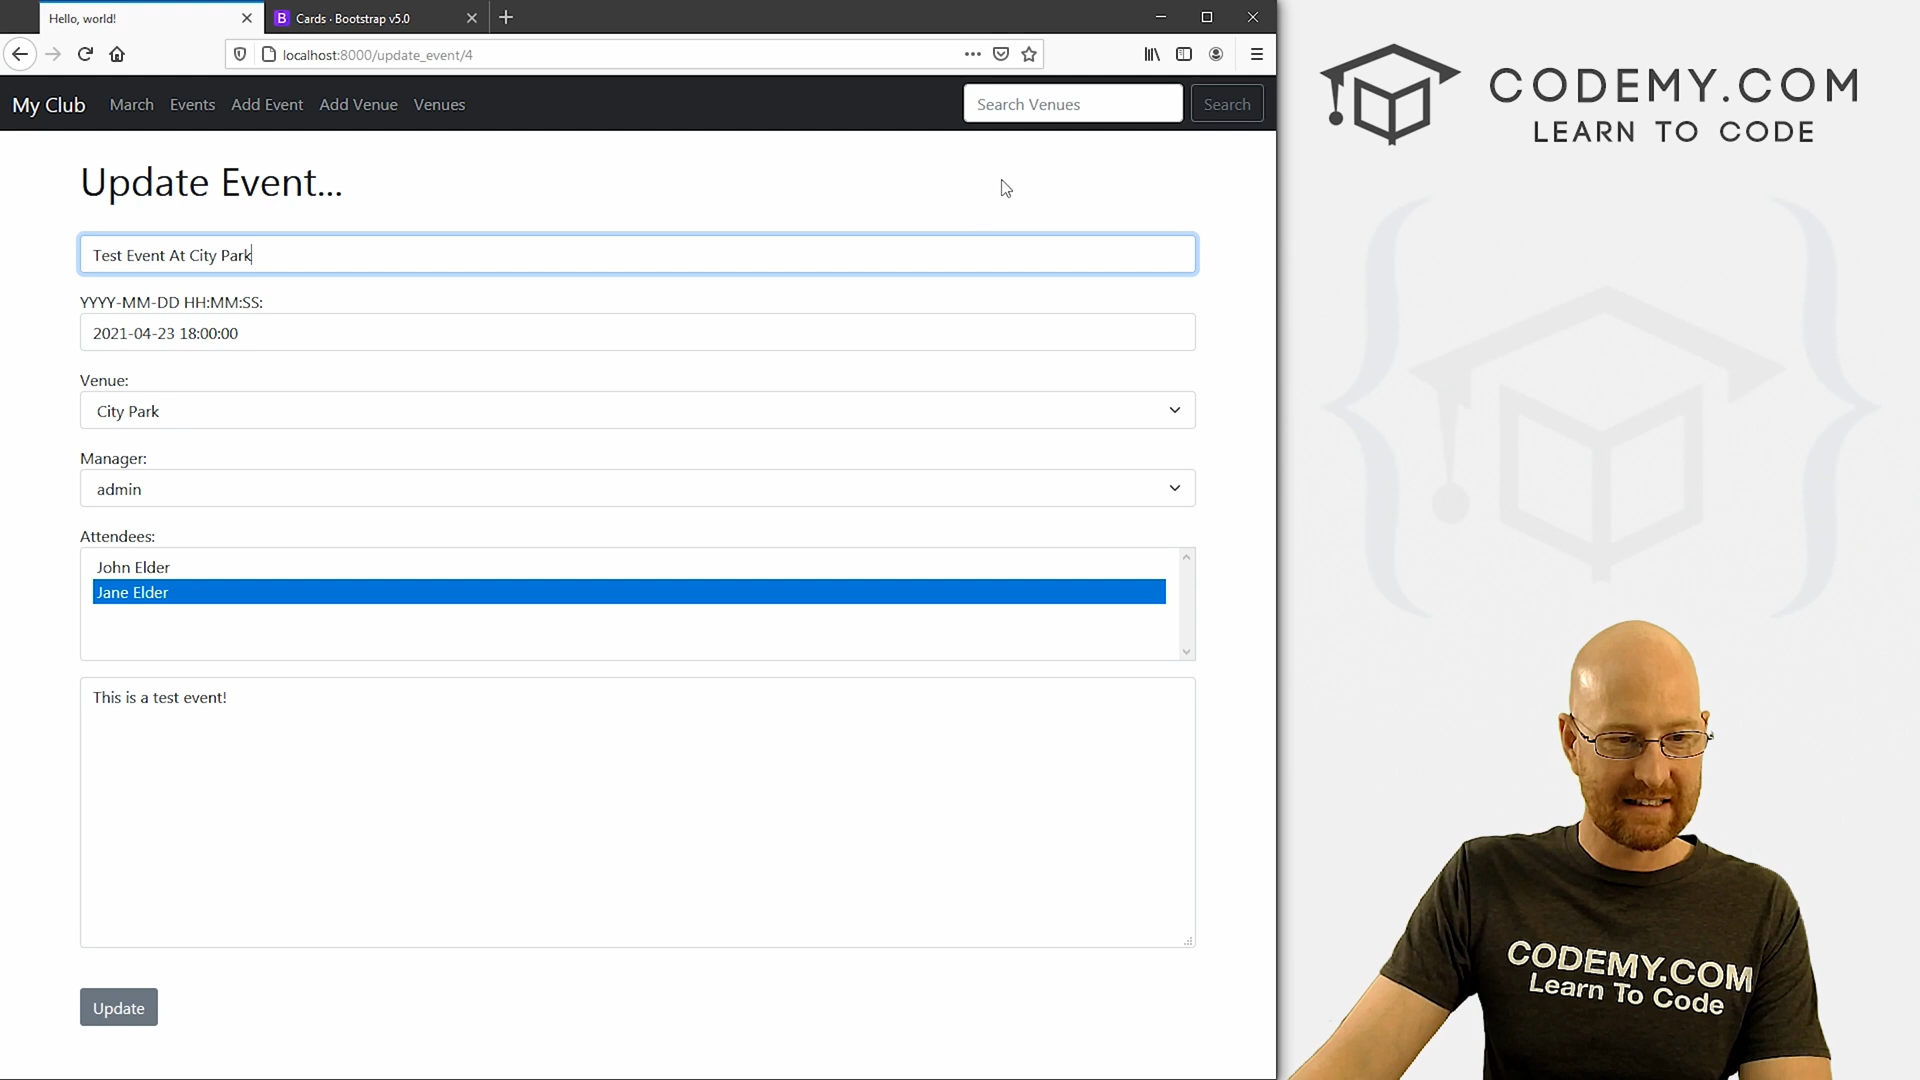 Hello, world!
Cards · Bootstrap v5.0
localhost:8000/update_event/4
My Club March Events Add Event Add Venue Venues Search Venues Search
Update Event...
Test Event At City Park
YYYY-MM-DD HH:MM:SS:
2021-04-23 18:00:00
Venue:
City Park
Manager:
admin
Attendees:
John Elder
Jane Elder
This is a test event!
Update
CODEMY.COM
LEARN TO CODE
CODEMY.COM
Learn To Code